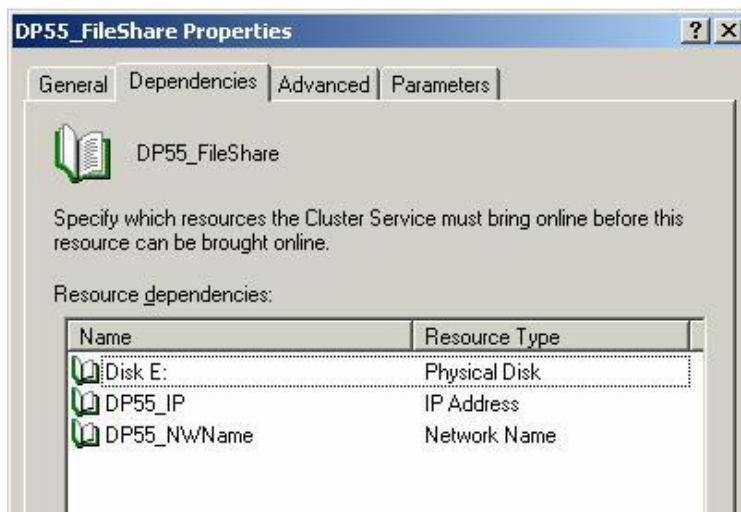 DP55_FileShare Properties
General Dependencies Advanced Parameters
DP55_FileShare
Specify which resources the Cluster Service must bring online before this
resource can be brought online.
Resource dependencies:
Name Resource Type
Disk E: Physical Disk
DP55_IP IP Address
DP55_NWName Network Name